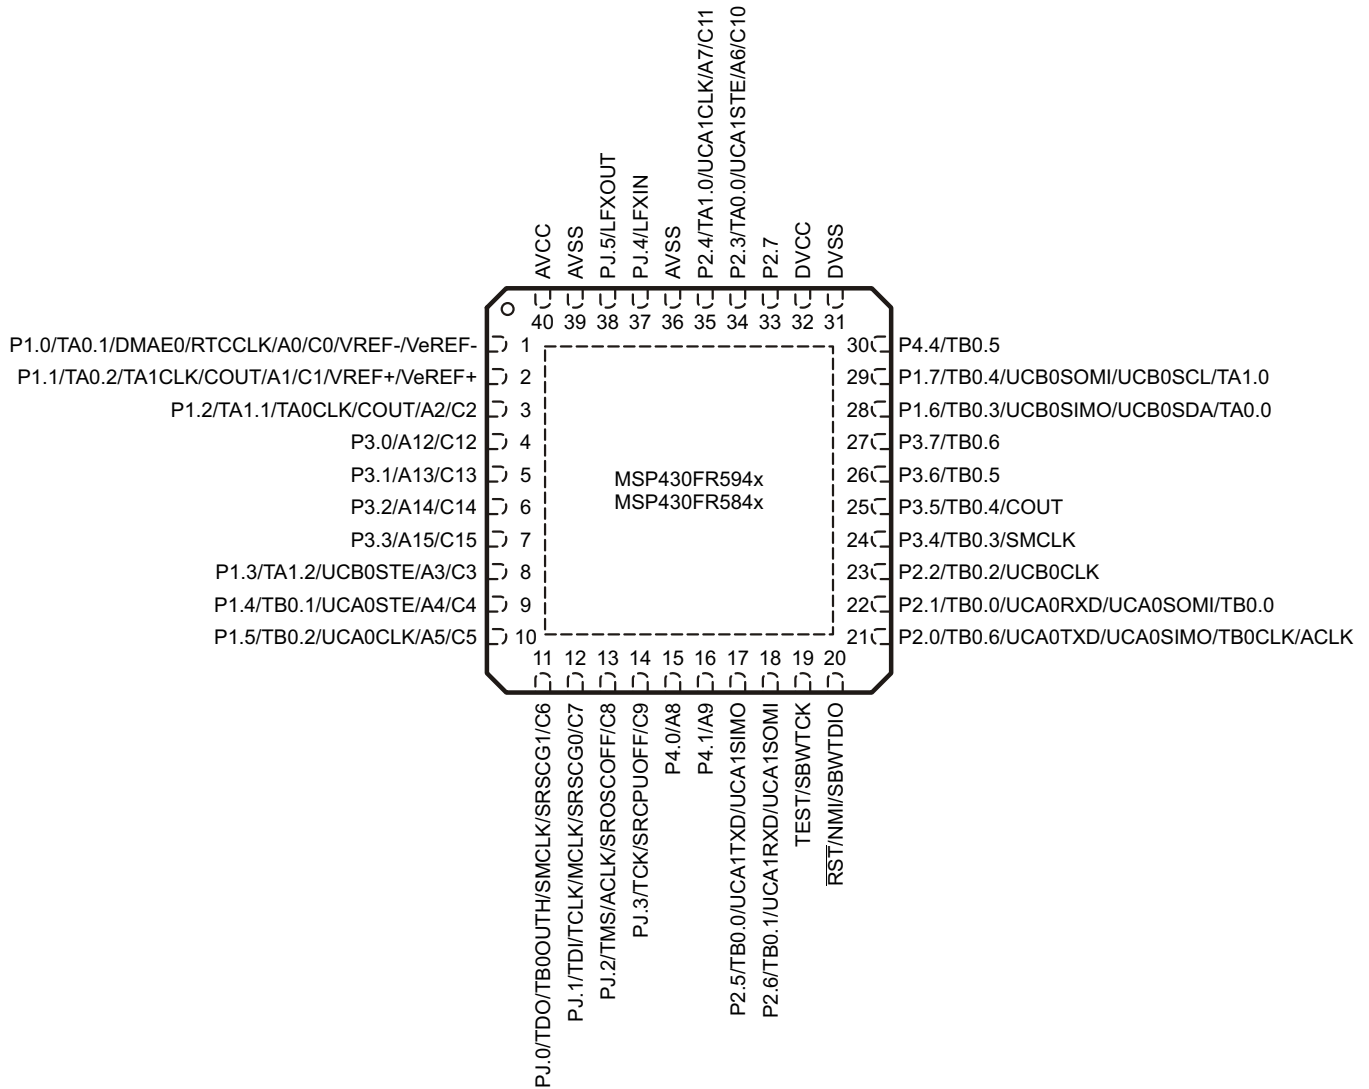 P2.4/TA1.0/UCA1CLK/A7/C11
P2.3/TA0.0/UCA1STE/A6/C10
AVCC
AVSS
PJ.5/LFXOUT
PJ.4/LFXIN
AVSS
P2.7
DVCC
DVSS
40 39 38 37 36 35 34 33 32 31
P1.0/TA0.1/DMAE0/RTCCLK/A0/C0/VREF-/VeREF- 1
P1.1/TA0.2/TA1CLK/COUT/A1/C1/VREF+/VeREF+ 2
P1.2/TA1.1/TA0CLK/COUT/A2/C2 3
P3.0/A12/C12 4
P3.1/A13/C13 5
P3.2/A14/C14 6
P3.3/A15/C15 7
P1.3/TA1.2/UCB0STE/A3/C3 8
P1.4/TB0.1/UCA0STE/A4/C4 9
P1.5/TB0.2/UCA0CLK/A5/C5 10
MSP430FR594x
MSP430FR584x
30 P4.4/TB0.5
29 P1.7/TB0.4/UCB0SOMI/UCB0SCL/TA1.0
28 P1.6/TB0.3/UCB0SIMO/UCB0SDA/TA0.0
27 P3.7/TB0.6
26 P3.6/TB0.5
25 P3.5/TB0.4/COUT
24 P3.4/TB0.3/SMCLK
23 P2.2/TB0.2/UCB0CLK
22 P2.1/TB0.0/UCA0RXD/UCA0SOMI/TB0.0
21 P2.0/TB0.6/UCA0TXD/UCA0SIMO/TB0CLK/ACLK
11 12 13 14 15 16 17 18 19 20
PJ.0/TDO/TB0OUTH/SMCLK/SRSCG1/C6
PJ.1/TDI/TCLK/MCLK/SRSCG0/C7
PJ.2/TMS/ACLK/SROSCOFF/C8
PJ.3/TCK/SRCPUOFF/C9
P4.0/A8
P4.1/A9
P2.5/TB0.0/UCA1TXD/UCA1SIMO
P2.6/TB0.1/UCA1RXD/UCA1SOMI
TEST/SBWTCK
RST/NMI/SBWTDIO